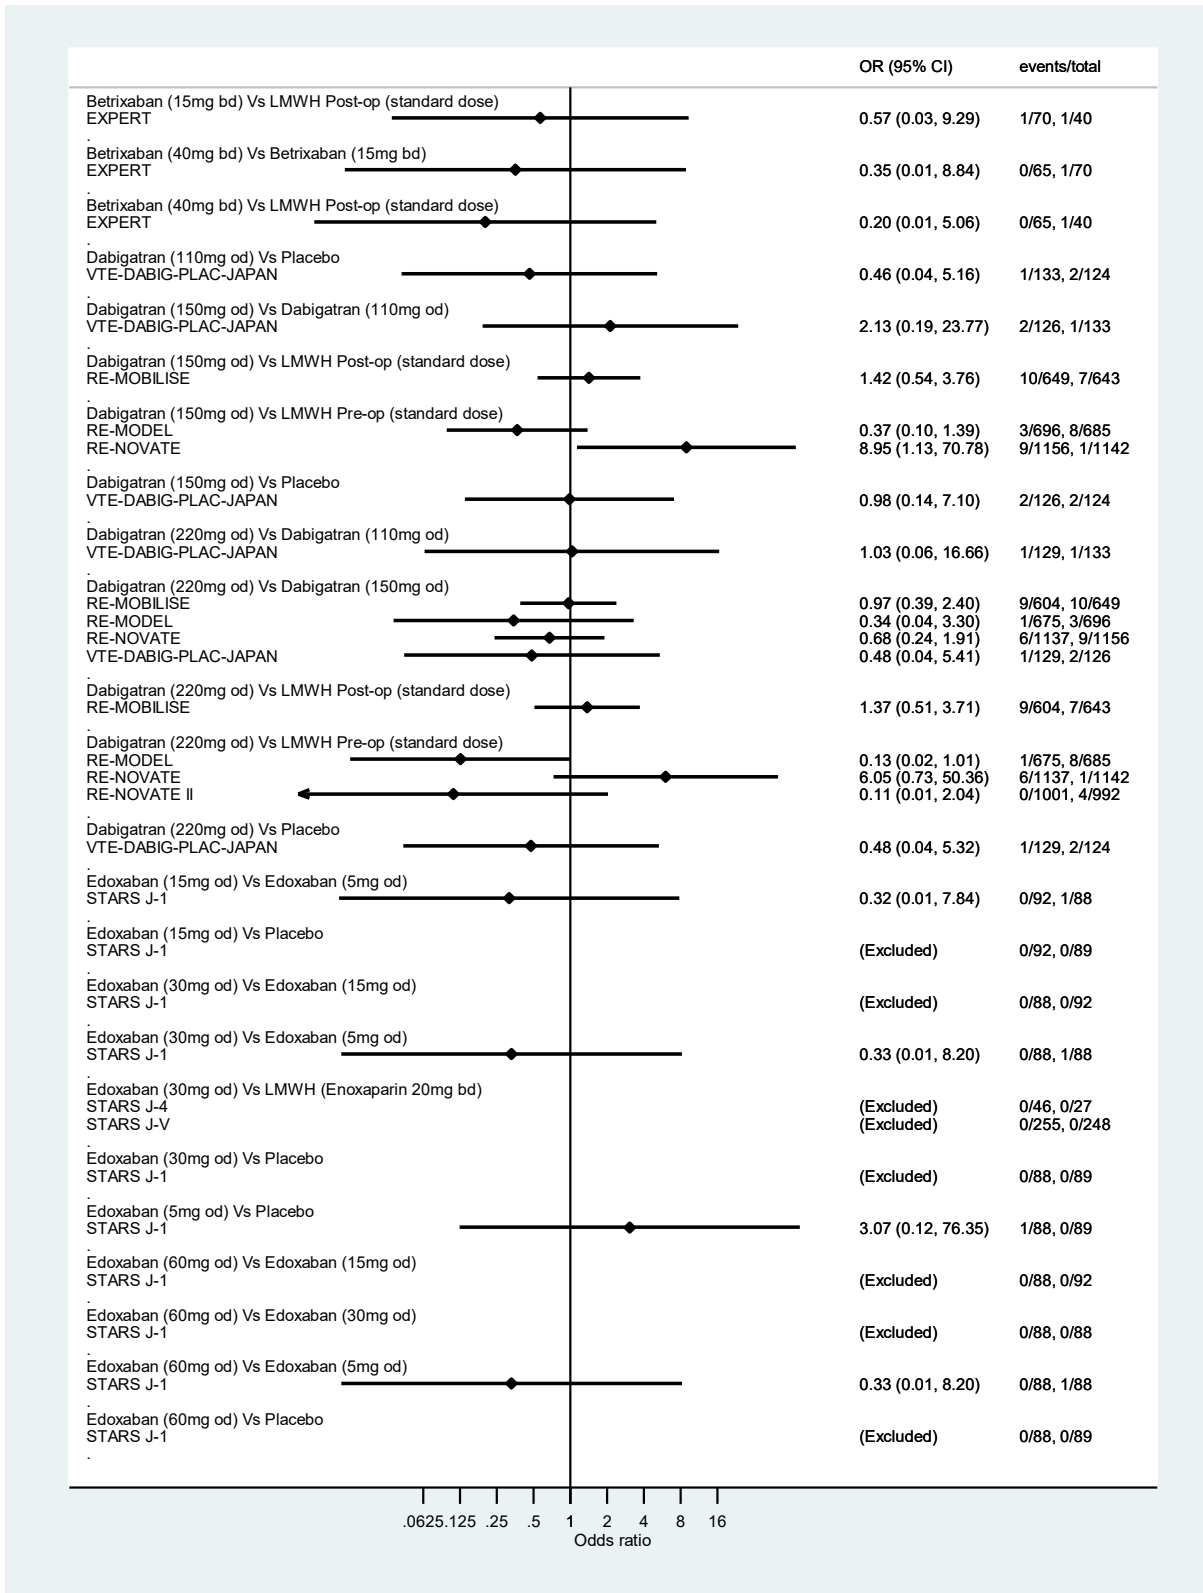 OR (95% CI) events/total
Betrixaban (15mg bd) Vs LMWH Post-op (standard dose)
EXPERT 0.57 (0.03, 9.29) 1/70, 1/40
.
Betrixaban (40mg bd) Vs Betrixaban (15mg bd)
EXPERT 0.35 (0.01, 8.84) 0/65, 1/70
.
Betrixaban (40mg bd) Vs LMWH Post-op (standard dose)
EXPERT 0.20 (0.01, 5.06) 0/65, 1/40
.
Dabigatran (110mg od) Vs Placebo
VTE-DABIG-PLAC-JAPAN 0.46 (0.04, 5.16) 1/133, 2/124
.
Dabigatran (150mg od) Vs Dabigatran (110mg od)
VTE-DABIG-PLAC-JAPAN 2.13 (0.19, 23.77) 2/126, 1/133
.
Dabigatran (150mg od) Vs LMWH Post-op (standard dose)
RE-MOBILISE 1.42 (0.54, 3.76) 10/649, 7/643
.
Dabigatran (150mg od) Vs LMWH Pre-op (standard dose)
RE-MODEL 0.37 (0.10, 1.39) 3/696, 8/685
RE-NOVATE 8.95 (1.13, 70.78) 9/1156, 1/1142
.
Dabigatran (150mg od) Vs Placebo
VTE-DABIG-PLAC-JAPAN 0.98 (0.14, 7.10) 2/126, 2/124
.
Dabigatran (220mg od) Vs Dabigatran (110mg od)
VTE-DABIG-PLAC-JAPAN 1.03 (0.06, 16.66) 1/129, 1/133
.
Dabigatran (220mg od) Vs Dabigatran (150mg od)
RE-MOBILISE 0.97 (0.39, 2.40) 9/604, 10/649
RE-MODEL 0.34 (0.04, 3.30) 1/675, 3/696
RE-NOVATE 0.68 (0.24, 1.91) 6/1137, 9/1156
VTE-DABIG-PLAC-JAPAN 0.48 (0.04, 5.41) 1/129, 2/126
.
Dabigatran (220mg od) Vs LMWH Post-op (standard dose)
RE-MOBILISE 1.37 (0.51, 3.71) 9/604, 7/643
.
Dabigatran (220mg od) Vs LMWH Pre-op (standard dose)
RE-MODEL 0.13 (0.02, 1.01) 1/675, 8/685
RE-NOVATE 6.05 (0.73, 50.36) 6/1137, 1/1142
RE-NOVATE II 0.11 (0.01, 2.04) 0/1001, 4/992
.
Dabigatran (220mg od) Vs Placebo
VTE-DABIG-PLAC-JAPAN 0.48 (0.04, 5.32) 1/129, 2/124
.
Edoxaban (15mg od) Vs Edoxaban (5mg od)
STARS J-1 0.32 (0.01, 7.84) 0/92, 1/88
.
Edoxaban (15mg od) Vs Placebo
STARS J-1 (Excluded) 0/92, 0/89
.
Edoxaban (30mg od) Vs Edoxaban (15mg od)
STARS J-1 (Excluded) 0/88, 0/92
.
Edoxaban (30mg od) Vs Edoxaban (5mg od)
STARS J-1 0.33 (0.01, 8.20) 0/88, 1/88
.
Edoxaban (30mg od) Vs LMWH (Enoxaparin 20mg bd)
STARS J-4 (Excluded) 0/46, 0/27
STARS J-V (Excluded) 0/255, 0/248
.
Edoxaban (30mg od) Vs Placebo
STARS J-1 (Excluded) 0/88, 0/89
.
Edoxaban (5mg od) Vs Placebo
STARS J-1 3.07 (0.12, 76.35) 1/88, 0/89
.
Edoxaban (60mg od) Vs Edoxaban (15mg od)
STARS J-1 (Excluded) 0/88, 0/92
.
Edoxaban (60mg od) Vs Edoxaban (30mg od)
STARS J-1 (Excluded) 0/88, 0/88
.
Edoxaban (60mg od) Vs Edoxaban (5mg od)
STARS J-1 0.33 (0.01, 8.20) 0/88, 1/88
.
Edoxaban (60mg od) Vs Placebo
STARS J-1 (Excluded) 0/88, 0/89
.
.0625 .125 .25 .5 1 2 4 8 16
Odds ratio